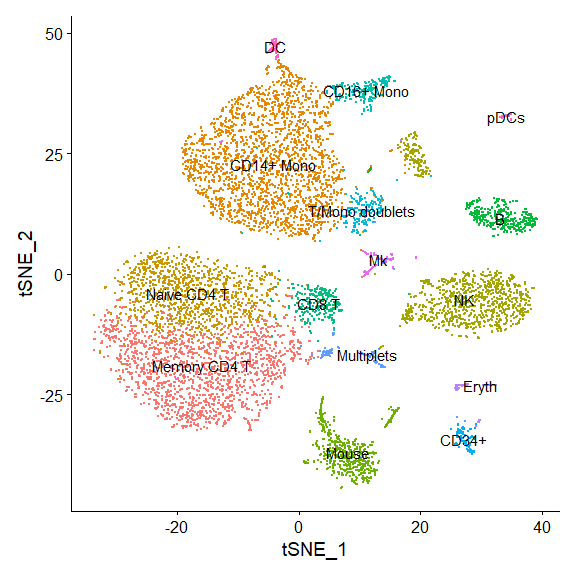 50
DC
CD16+ Mono
pDCs
25
CD14+ Mono
T/Mono doublets
B
tSNE_2
0
Mk
Naive CD4 T
CD8 T
NK
Multiplets
Memory CD4 T
-25
Eryth
CD34+
Mouse
-20
0
20
40
tSNE_1